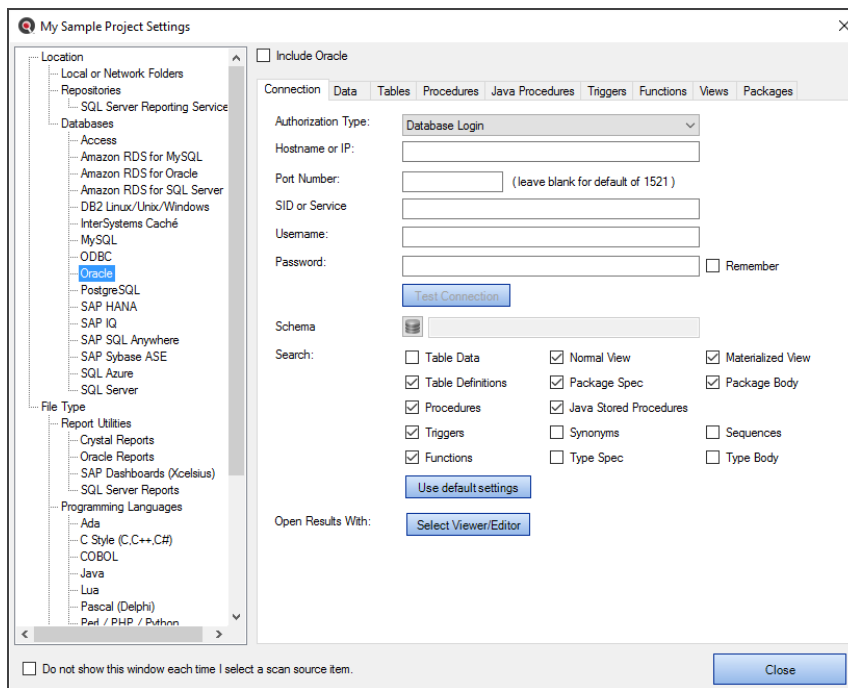 My Sample Project Settings
Location
Local or Network Folders
Repositories
SQL Server Reporting Service
Databases
Access
Amazon RDS for MySQL
Amazon RDS for Oracle
Amazon RDS for SQL Server
DB2 Linux/Unix/Windows
InterSystems Caché
MySQL
ODBC
Oracle
PostgreSQL
SAP HANA
SAP IQ
SAP SQL Anywhere
SAP Sybase ASE
SQL Azure
SQL Server
File Type
Report Utilities
Crystal Reports
Oracle Reports
SAP Dashboards (Xcelsius)
SQL Server Reports
Programming Languages
Ada
C Style (C,C++,C#)
COBOL
Java
Lua
Pascal (Delphi)
Perl / PHP / Python
Include Oracle
Connection Data Tables Procedures Java Procedures Triggers Functions Views Packages
Authorization Type: Database Login
Hostname or IP:
Port Number: (leave blank for default of 1521 )
SID or Service
Username:
Password: Remember
Test Connection
Schema
Search: Table Data Normal View Materialized View
Table Definitions Package Spec Package Body
Procedures Java Stored Procedures
Triggers Synonyms Sequences
Functions Type Spec Type Body
Use default settings
Open Results With: Select Viewer/Editor
Do not show this window each time I select a scan source item.
Close